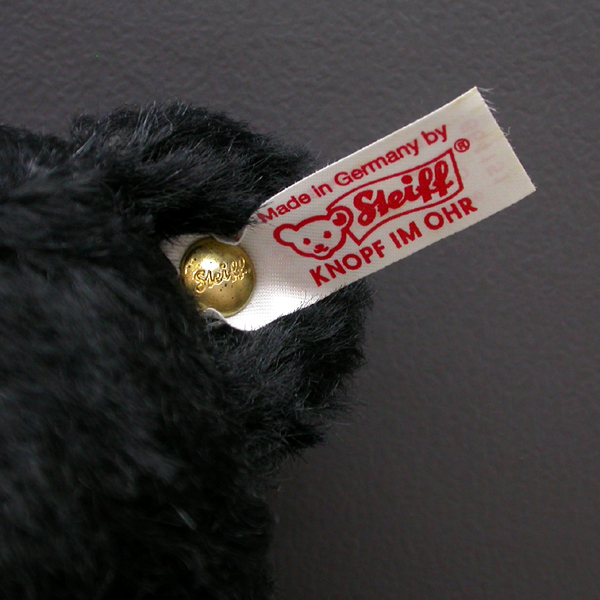 Made in Germany by
Steiff®
KNOPF IM OHR
Steiff